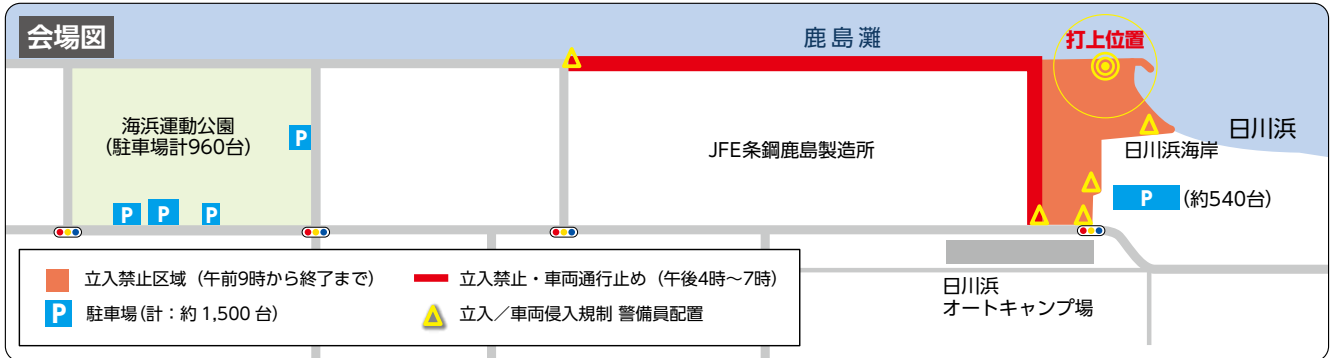 会場図
鹿島灘
打上位置
海浜運動公園
(駐車場計960台)
P
JFE条鋼鹿島製造所
日川浜
日川浜海岸
P (約540台)
P P P
立入禁止区域（午前9時から終了まで）
立入禁止・車両通行止め（午後4時～7時）
P 駐車場(計：約 1,500 台)
立入／車両侵入規制 警備員配置
日川浜
オートキャンプ場